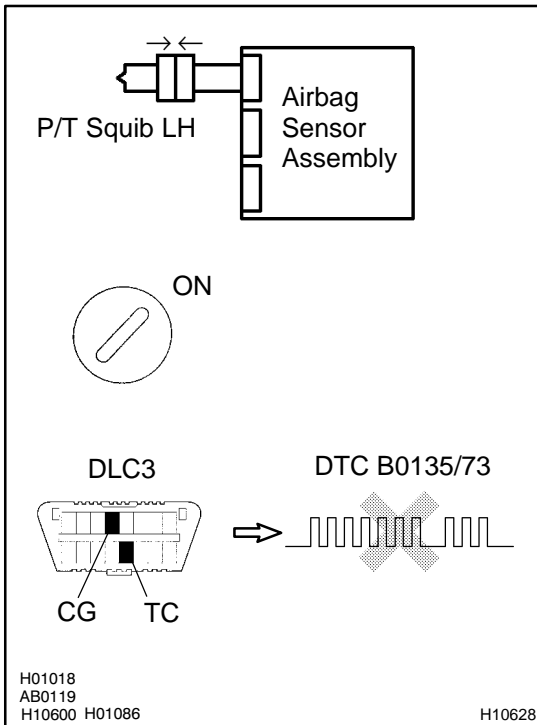 P/T Squib LH
Airbag
Sensor
Assembly
ON
DLC3
DTC B0135/73
CG TC
H01018
AB0119
H10600 H01086
H10628